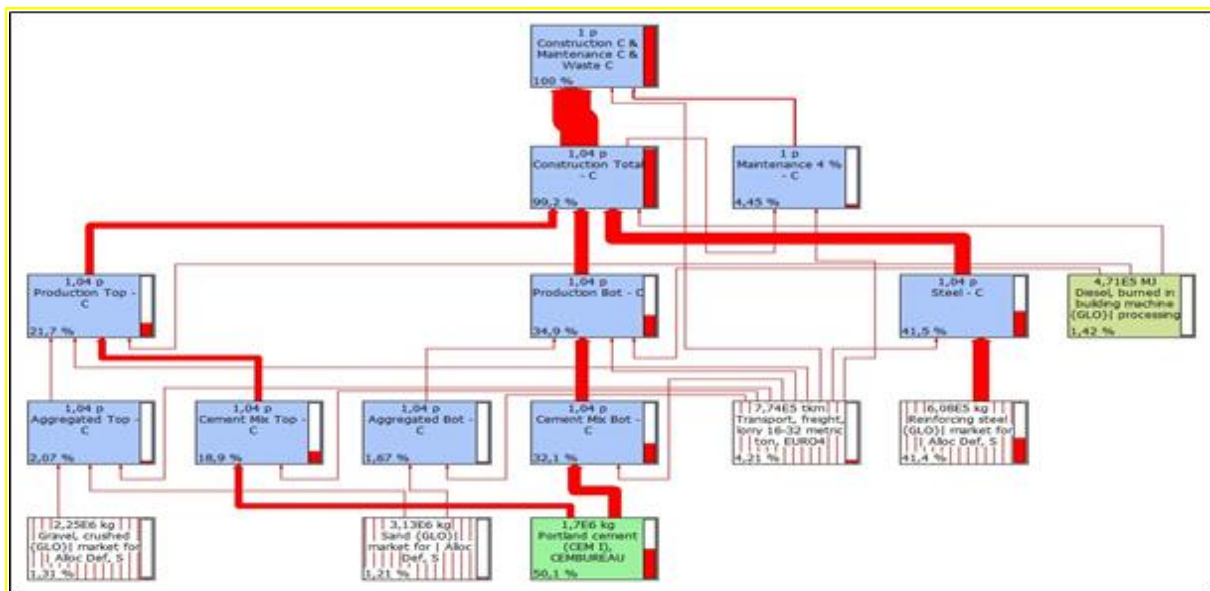 1 p
Construction C &
Maintenance C &
Waste C
100 %
1,04 p
Construction Total
- C
99,2 %
1 p
Maintenance 4 %
- C
4,45 %
1,04 p
Production Top -
C
21,7 %
1,04 p
Production Bot - C
34,9 %
1,04 p
Steel - C
41,5 %
4,71E5 MJ
Diesel, burned in
building machine
{GLO}| processing
1,42 %
1,04 p
Aggregated Top -
C
2,07 %
1,04 p
Cement Mix Top -
C
18,9 %
1,04 p
Aggregated Bot -
C
1,67 %
1,04 p
Cement Mix Bot -
C
32,1 %
7,74E5 tkm
Transport, freight,
lorry 16-32 metric
ton, EURO4
4,21 %
6,08E5 kg
Reinforcing steel
{GLO}| market for
| Alloc Def, S
41,4 %
2,25E6 kg
Gravel, crushed
{GLO}| market for
| Alloc Def, S
1,31 %
3,13E6 kg
Sand {GLO}|
market for | Alloc
Def, S
1,21 %
1,7E6 kg
Portland cement
(CEM I),
CEMBUREAU
50,1 %